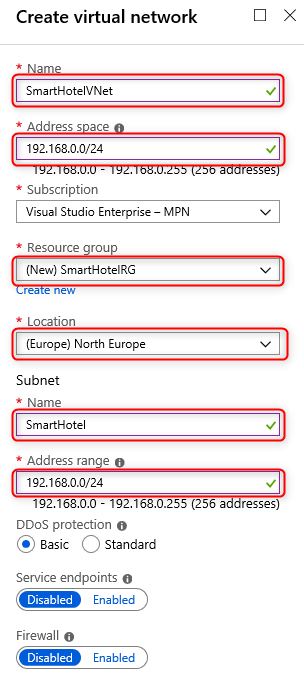 Create virtual network
* Name
SmartHotelVNet
* Address space
192.168.0.0/24
192.168.0.0 - 192.168.0.255 (256 addresses)
* Subscription
Visual Studio Enterprise – MPN
* Resource group
(New) SmartHotelRG
Create new
* Location
(Europe) North Europe
Subnet
* Name
SmartHotel
* Address range
192.168.0.0/24
192.168.0.0 - 192.168.0.255 (256 addresses)
DDoS protection
Basic Standard
Service endpoints
Disabled Enabled
Firewall
Disabled Enabled